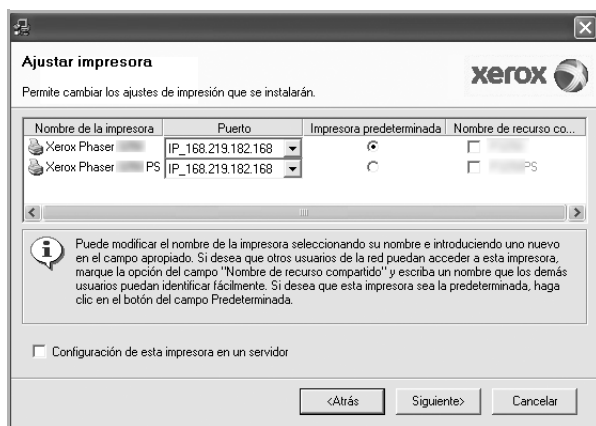 Ajustar impresora
xerox
Permite cambiar los ajustes de impresión que se instalarán.
Nombre de la impresora Puerto Impresora predeterminada Nombre de recurso co...
Xerox Phaser IP_168.219.182.168
Xerox Phaser PS IP_168.219.182.168 PS
Puede modificar el nombre de la impresora seleccionando su nombre e introduciendo uno nuevo
en el campo apropiado. Si desea que otros usuarios de la red puedan acceder a esta impresora,
marque la opción del campo "Nombre de recurso compartido" y escriba un nombre que los demás
usuarios puedan identificar fácilmente. Si desea que esta impresora sea la predeterminada, haga
clic en el botón del campo Predeterminada.
Configuración de esta impresora en un servidor
<Atrás Siguiente> Cancelar